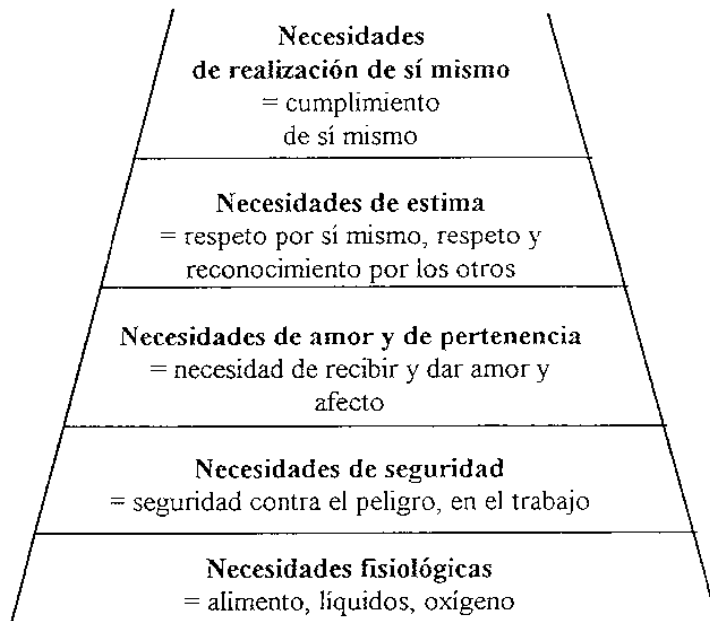 Necesidades
de realización de sí mismo
= cumplimiento
de sí mismo
Necesidades de estima
= respeto por sí mismo, respeto y
reconocimiento por los otros
Necesidades de amor y de pertenencia
= necesidad de recibir y dar amor y
afecto
Necesidades de seguridad
= seguridad contra el peligro, en el trabajo
Necesidades fisiológicas
= alimento, líquidos, oxígeno